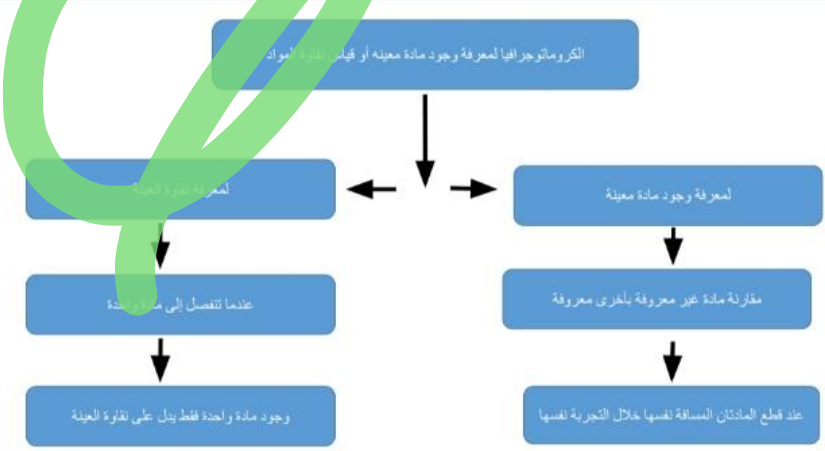 الكروماتوجرافيا لمعرفة وجود مادة معينه أو قياس نقاوة المواد
لمعرفة وجود مادة معينة
لمعرفة نقاوة العينة
مقارنة مادة غير معروفة بأخرى معروفة
عندما تنفصل إلى مادة واحدة
عند قطع المادتان المسافة نفسها خلال التجربة نفسها
وجود مادة واحدة فقط يدل على نقاوة العينة